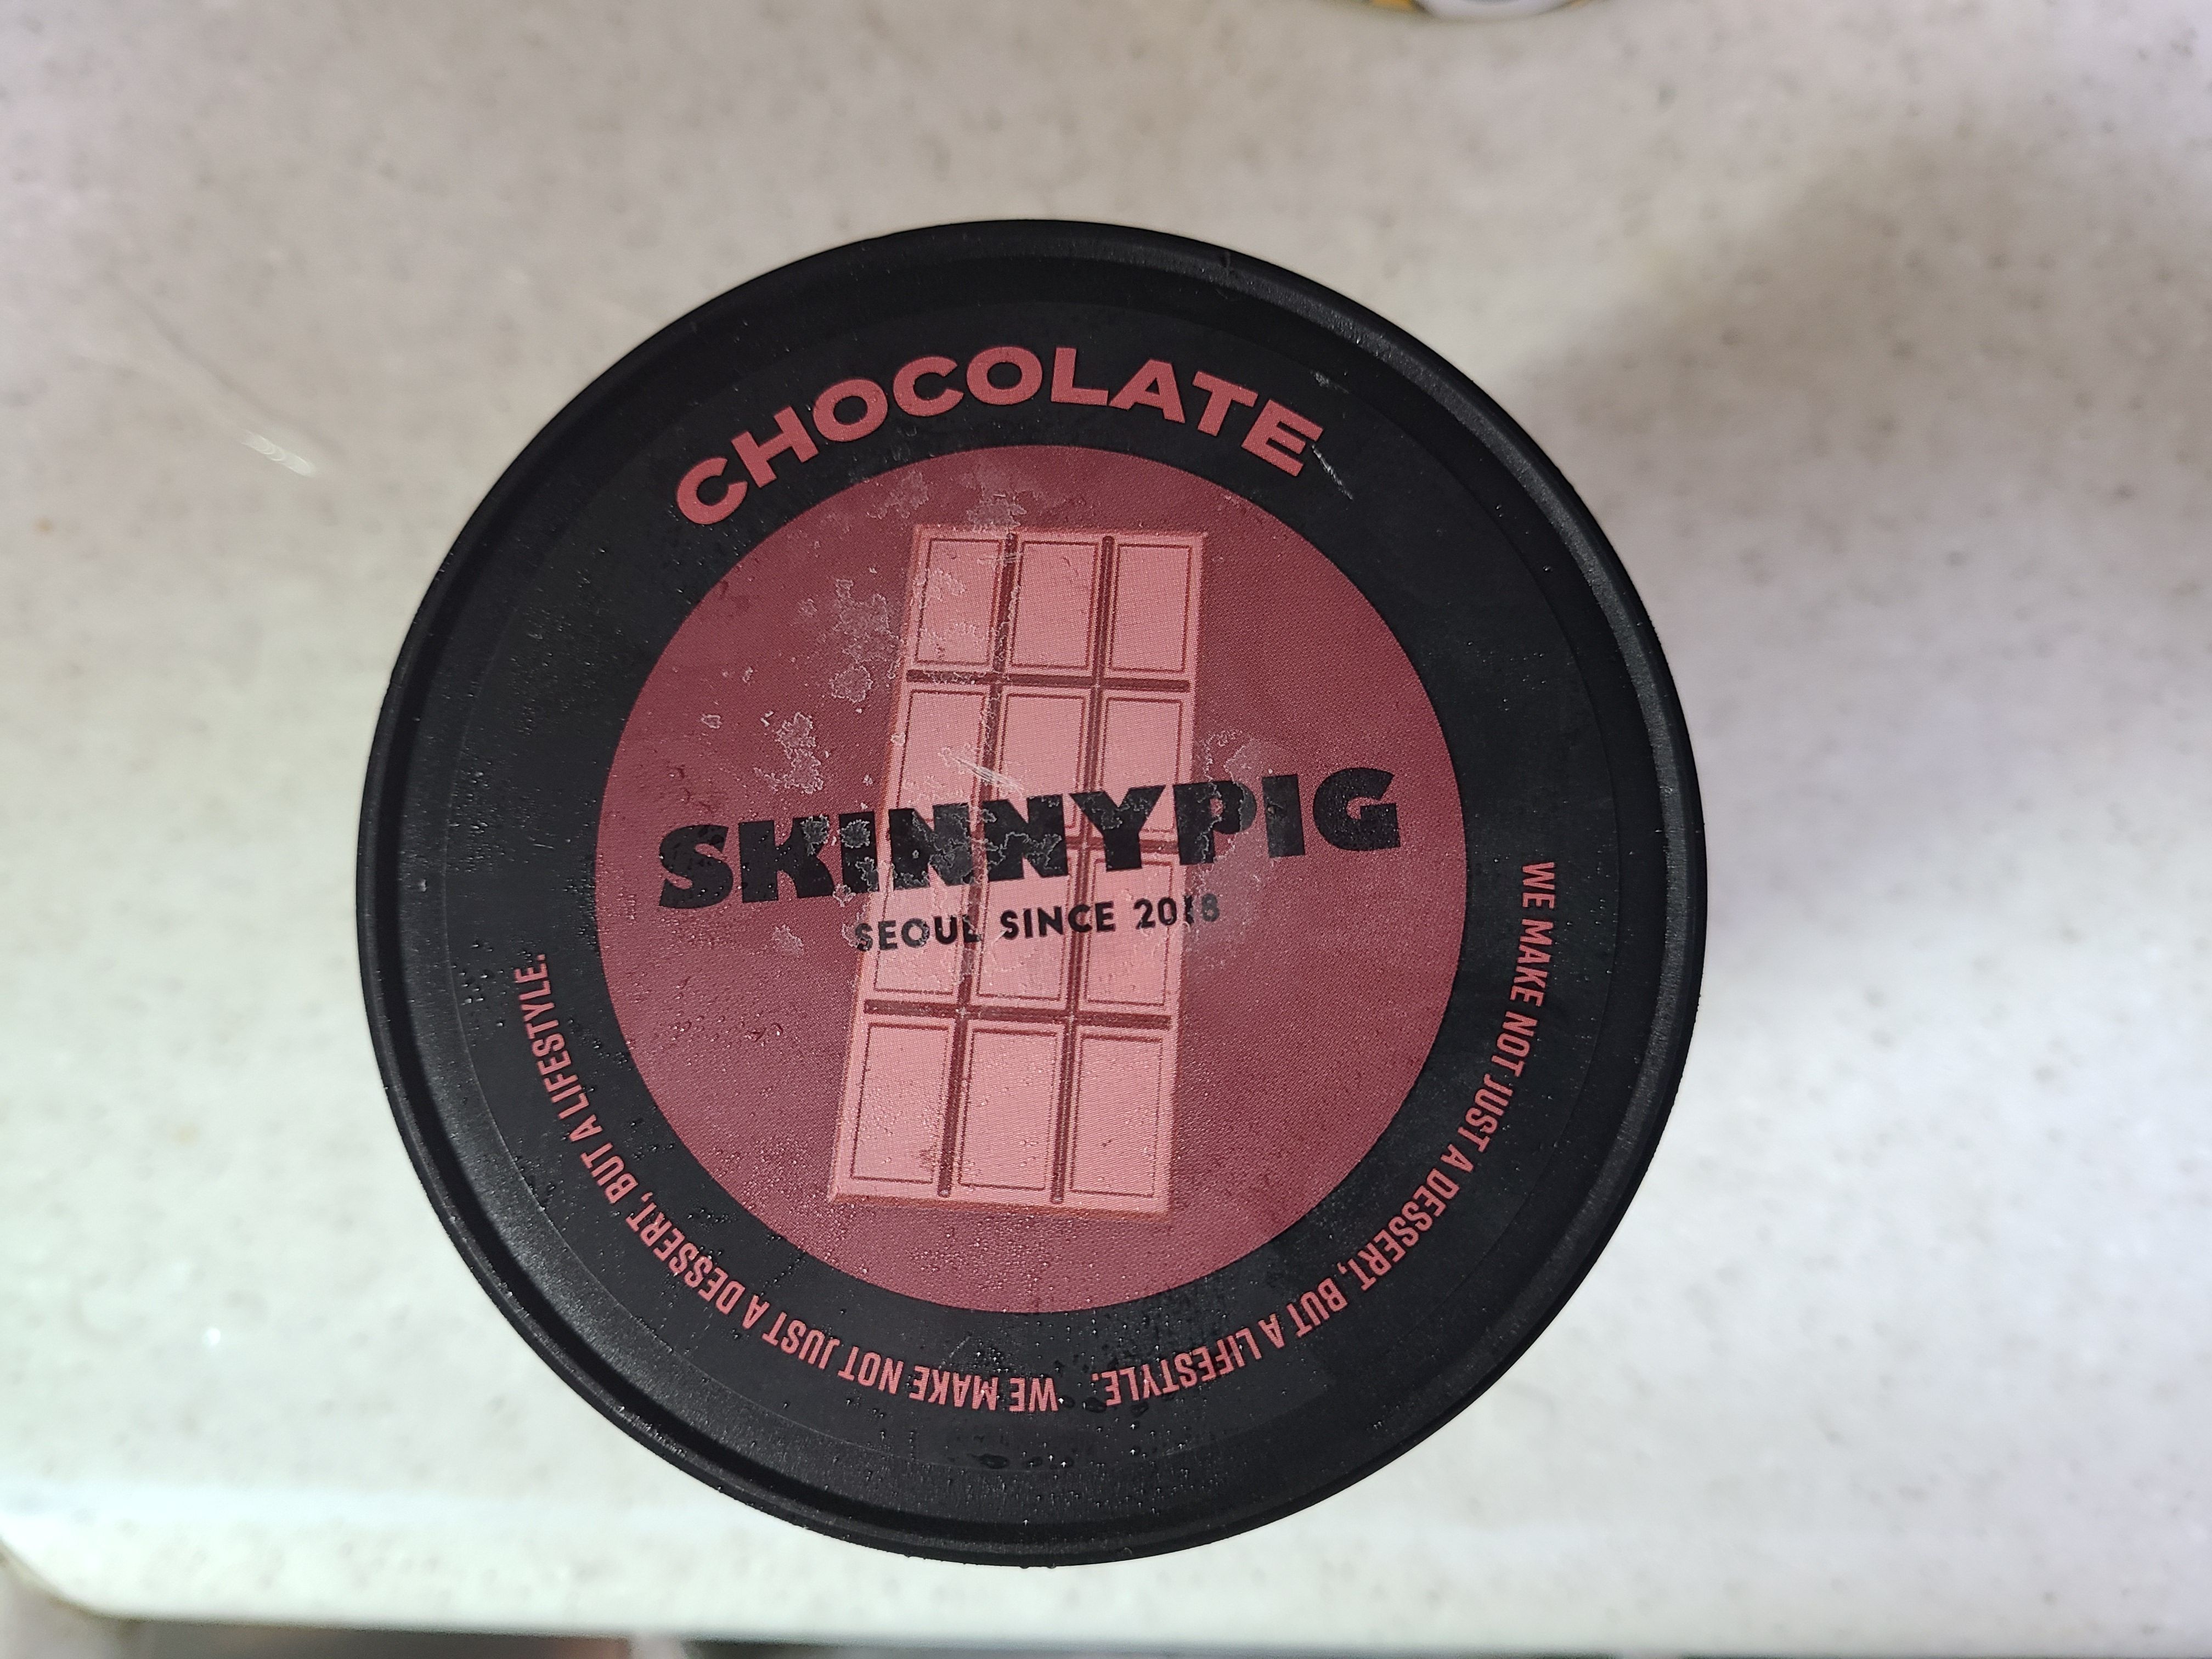 CHOCOLATE
SKINNYPIG
SEOUL SINCE 2018
WE MAKE NOT JUST A DESSERT, BUT A LIFESTYLE.
WE MAKE NOT JUST A DESSERT, BUT A LIFESTYLE.